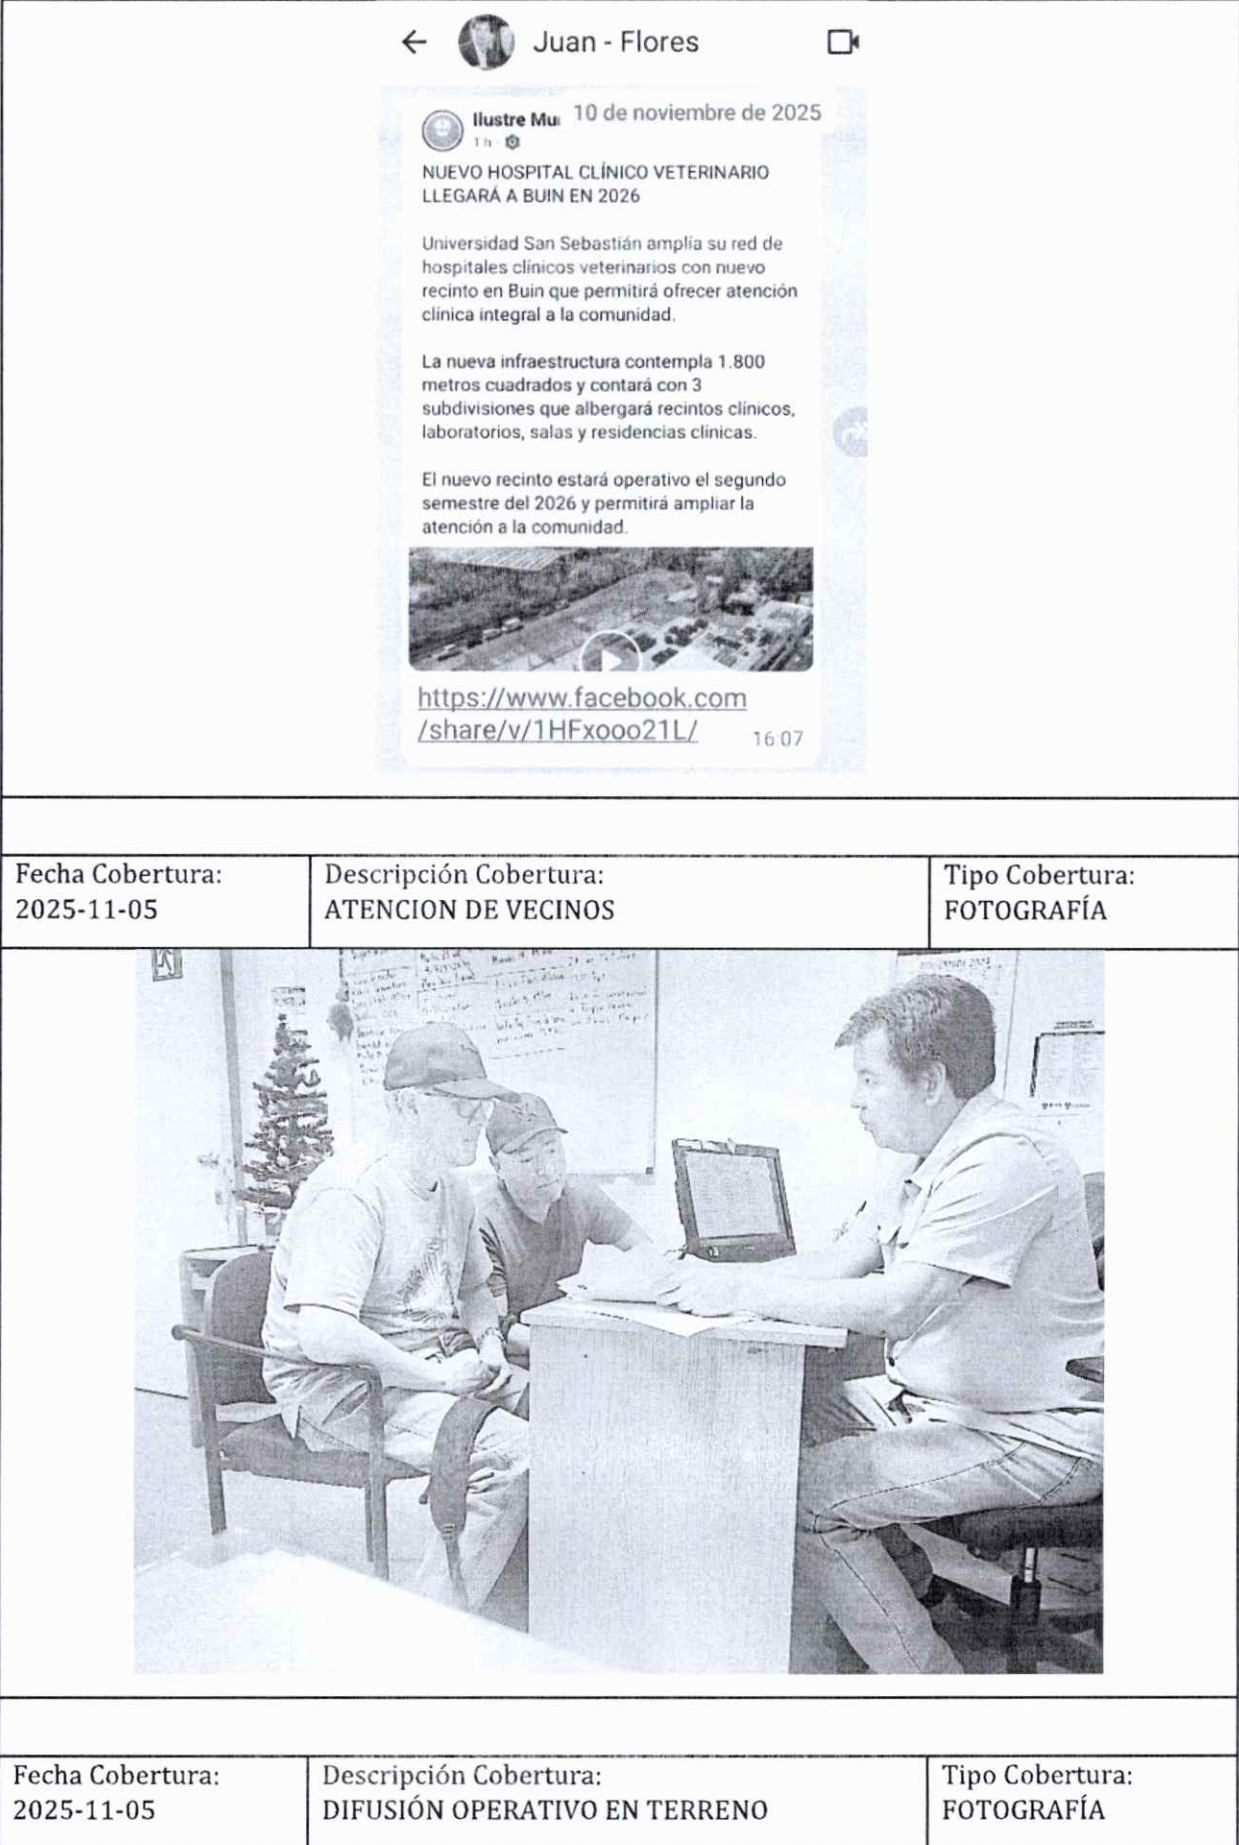 Juan - Flores
Ilustre Mu 10 de noviembre de 2025
1 h
NUEVO HOSPITAL CLÍNICO VETERINARIO
LLEGARÁ A BUIN EN 2026
Universidad San Sebastián amplía su red de
hospitales clínicos veterinarios con nuevo
recinto en Buin que permitirá ofrecer atención
clínica integral a la comunidad.
La nueva infraestructura contempla 1.800
metros cuadrados y contará con 3
subdivisiones que albergará recintos clínicos,
laboratorios, salas y residencias clínicas.
El nuevo recinto estará operativo el segundo
semestre del 2026 y permitirá ampliar la
atención a la comunidad.
https://www.facebook.com
/share/v/1HFxooo21L/
16:07
Fecha Cobertura:
2025-11-05
Descripción Cobertura:
ATENCION DE VECINOS
Tipo Cobertura:
FOTOGRAFÍA
Fecha Cobertura:
2025-11-05
Descripción Cobertura:
DIFUSIÓN OPERATIVO EN TERRENO
Tipo Cobertura:
FOTOGRAFÍA